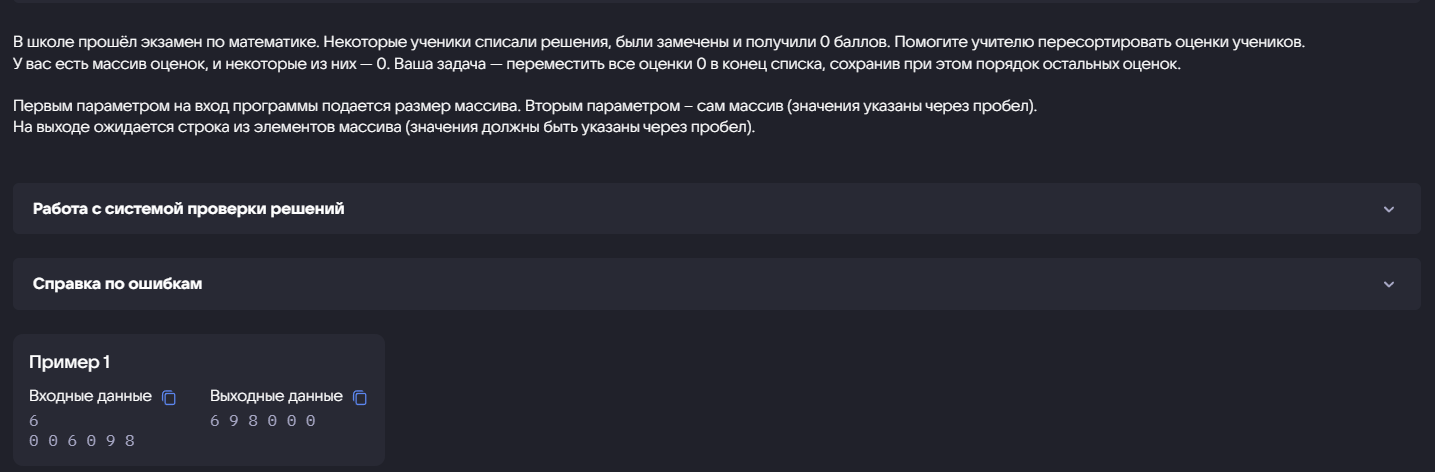 В школе прошёл экзамен по математике. Некоторые ученики списали решения, были замечены и получили 0 баллов. Помогите учителю пересортировать оценки учеников.
У вас есть массив оценок, и некоторые из них — 0. Ваша задача — переместить все оценки 0 в конец списка, сохранив при этом порядок остальных оценок.
Первым параметром на вход программы подается размер массива. Вторым параметром – сам массив (значения указаны через пробел).
На выходе ожидается строка из элементов массива (значения должны быть указаны через пробел).
Работа с системой проверки решений
Справка по ошибкам
Пример 1
Входные данные Выходные данные
6 6 9 8 0 0 0
0 0 6 0 9 8